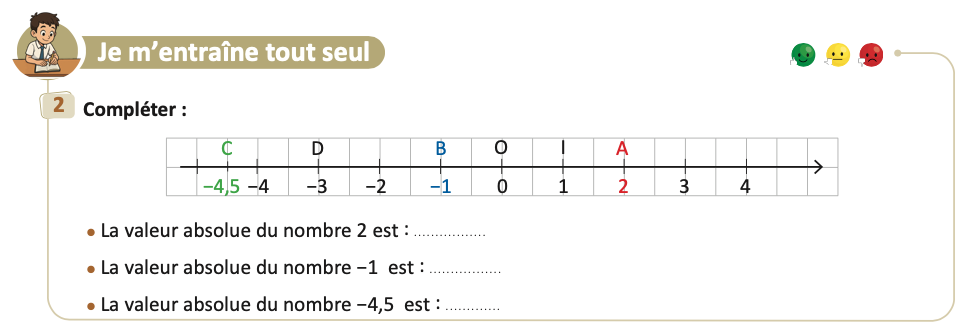 Je m'entraîne tout seul
2 Compléter :
C D B O I A
−4,5 −4 −3 −2 −1 0 1 2 3 4
• La valeur absolue du nombre 2 est : .................
• La valeur absolue du nombre −1 est : .................
• La valeur absolue du nombre −4,5 est : .............